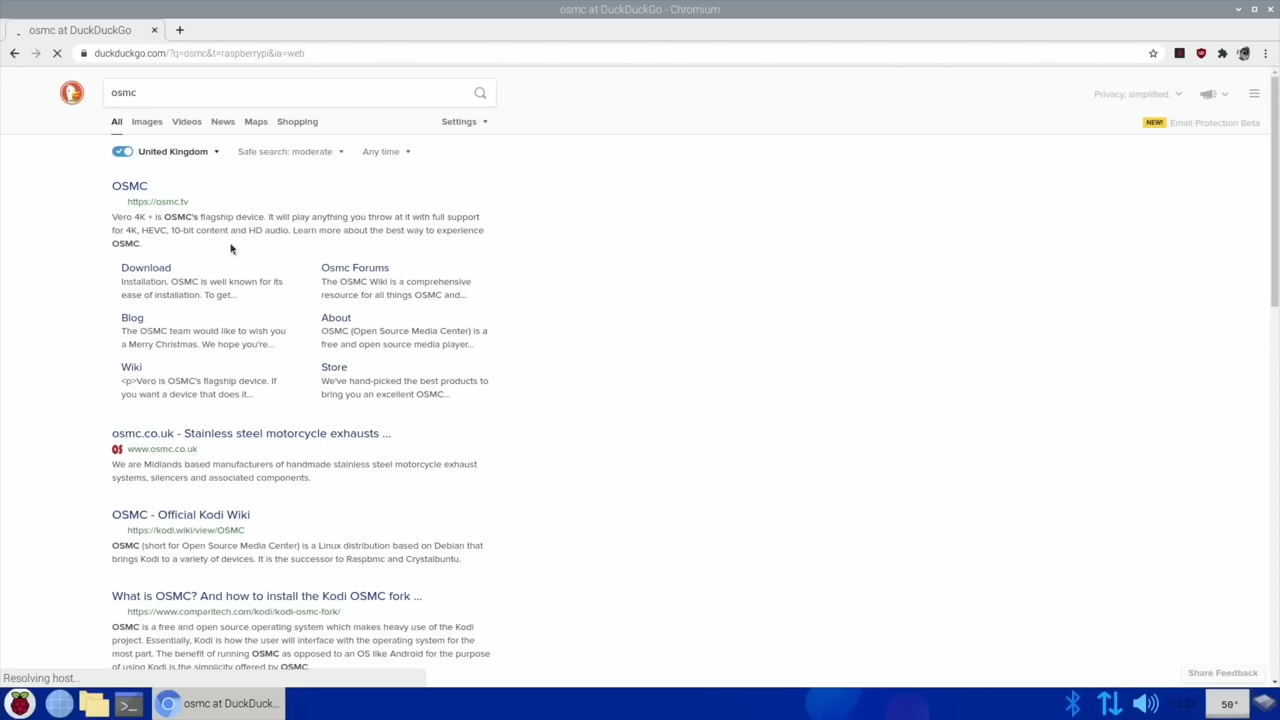 osmc at DuckDuckGo - Chromium
osmc at DuckDuckGo
duckduckgo.com/?q=osmc&t=raspberrypi&ia=web
osmc
Privacy, simplified.
All Images Videos News Maps Shopping Settings
NEW! Email Protection Beta
United Kingdom Safe search: moderate Any time
OSMC
https://osmc.tv
Vero 4K + is OSMC's flagship device. It will play anything you throw at it with full support
for 4K, HEVC, 10-bit content and HD audio. Learn more about the best way to experience
OSMC.
Download
Installation. OSMC is well known for its
ease of installation. To get...
Osmc Forums
The OSMC Wiki is a comprehensive
resource for all things OSMC and...
Blog
The OSMC team would like to wish you
a Merry Christmas. We hope you're...
About
OSMC (Open Source Media Center) is a
free and open source media player...
Wiki
<p>Vero is OSMC's flagship device. If
you want a device that does it...
Store
We've hand-picked the best products to
bring you an excellent OSMC...
osmc.co.uk - Stainless steel motorcycle exhausts ...
OS www.osmc.co.uk
We are Midlands based manufacturers of handmade stainless steel motorcycle exhaust
systems, silencers and associated components.
OSMC - Official Kodi Wiki
https://kodi.wiki/view/OSMC
OSMC (short for Open Source Media Center) is a Linux distribution based on Debian that
brings Kodi to a variety of devices. It is the successor to Raspbmc and Crystalbuntu.
What is OSMC? And how to install the Kodi OSMC fork ...
https://www.comparitech.com/kodi/kodi-osmc-fork/
OSMC is a free and open source operating system which makes heavy use of the Kodi
project. Essentially, Kodi is how the user will interface with the operating system for the
most part. The benefit of running OSMC as opposed to an OS like Android for the purpose
of using Kodi is the simplicity offered by OSMC.
Resolving host...
Share Feedback
osmc at DuckDuck...
50°